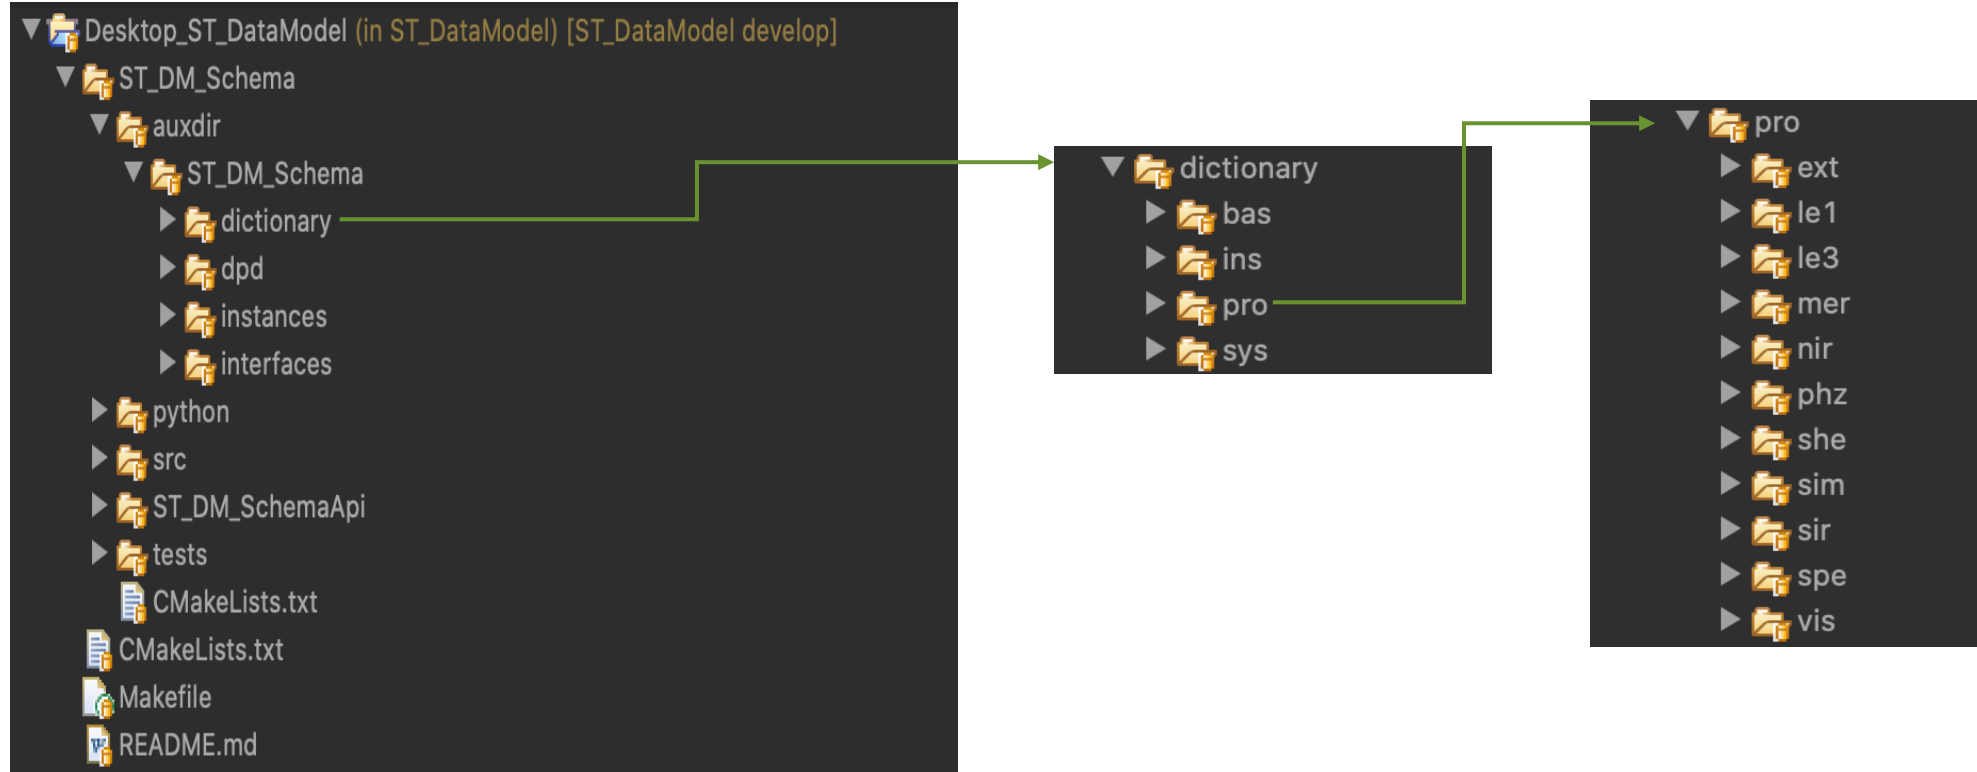 Desktop_ST_DataModel (in ST_DataModel) [ST_DataModel develop]
ST_DM_Schema
auxdir
ST_DM_Schema
dictionary
dpd
instances
interfaces
python
src
ST_DM_SchemaApi
tests
CMakeLists.txt
CMakeLists.txt
Makefile
README.md
dictionary
bas
ins
pro
sys
pro
ext
le1
le3
mer
nir
phz
she
sim
sir
spe
vis